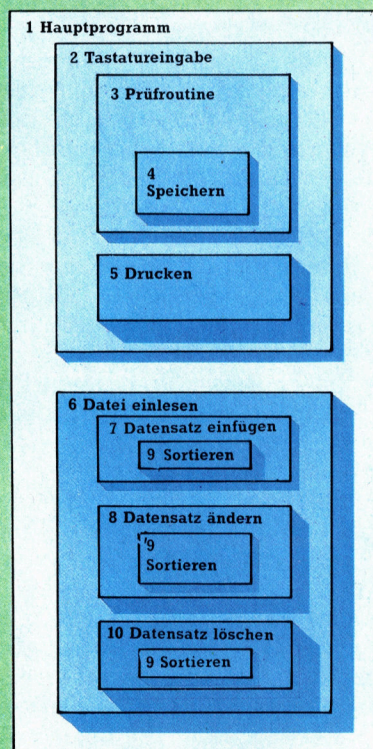 1 Hauptprogramm
2 Tastatureingabe
3 Prüfroutine
4
Speichern
5 Drucken
6 Datei einlesen
7 Datensatz einfügen
9 Sortieren
8 Datensatz ändern
9
Sortieren
10 Datensatz löschen
9 Sortieren